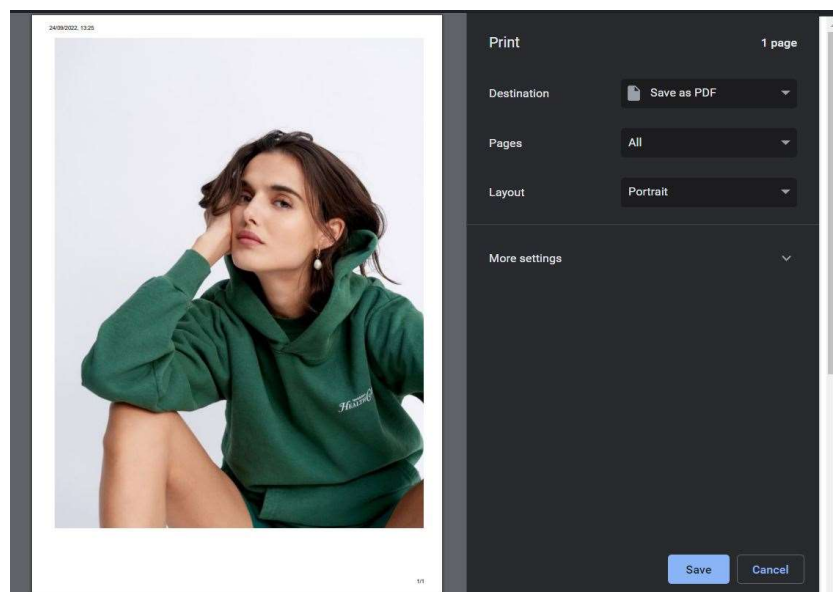 24/09/2022, 13:25
Print
1 page
Destination
Save as PDF
Pages
All
Layout
Portrait
More settings
HEALTH
Save
Cancel
1/1